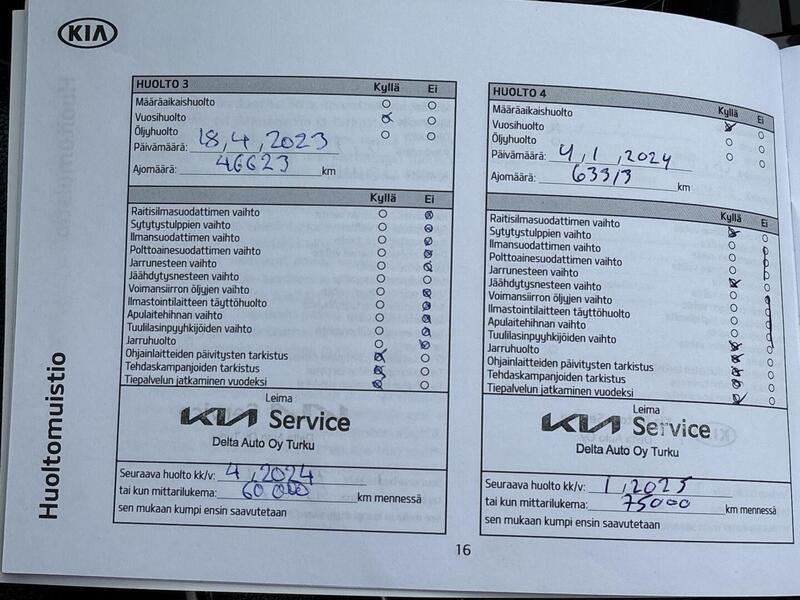 KIA
HUOLTO 3 Kyllä Ei
Määräaikaishuolto
Vuosihuolto
Öljyhuolto
Päivämäärä: 18,4,2023
Ajomäärä: 46623 km
Kyllä Ei
Raitisilmasuodattimen vaihto
Sytytystulppien vaihto
Ilmansuodattimen vaihto
Polttoainesuodattimen vaihto
Jarrunesteen vaihto
Jäähdytysnesteen vaihto
Voimansiirron öljyjen vaihto
Ilmastointilaitteen täyttöhuolto
Apulaitehihnan vaihto
Tuulilasinpyyhkijöiden vaihto
Jarruhuolto
Ohjainlaitteiden päivitysten tarkistus
Tehdaskampanjoiden tarkistus
Tiepalvelun jatkaminen vuodeksi
Leima
KIA Service
Delta Auto Oy Turku
Seuraava huolto kk/v: 4,2024
tai kun mittarilukema: 60 000 km mennessä
sen mukaan kumpi ensin saavutetaan
HUOLTO 4 Kyllä Ei
Määräaikaishuolto
Vuosihuolto
Öljyhuolto
Päivämäärä: 4,1,2024
Ajomäärä: 63313 km
Kyllä Ei
Raitisilmasuodattimen vaihto
Sytytystulppien vaihto
Ilmansuodattimen vaihto
Polttoainesuodattimen vaihto
Jarrunesteen vaihto
Jäähdytysnesteen vaihto
Voimansiirron öljyjen vaihto
Ilmastointilaitteen täyttöhuolto
Apulaitehihnan vaihto
Tuulilasinpyyhkijöiden vaihto
Jarruhuolto
Ohjainlaitteiden päivitysten tarkistus
Tehdaskampanjoiden tarkistus
Tiepalvelun jatkaminen vuodeksi
Leima
KIA Service
Delta Auto Oy Turku
Seuraava huolto kk/v: 1,2025
tai kun mittarilukema: 75000 km mennessä
sen mukaan kumpi ensin saavutetaan
Huoltomuistio
16